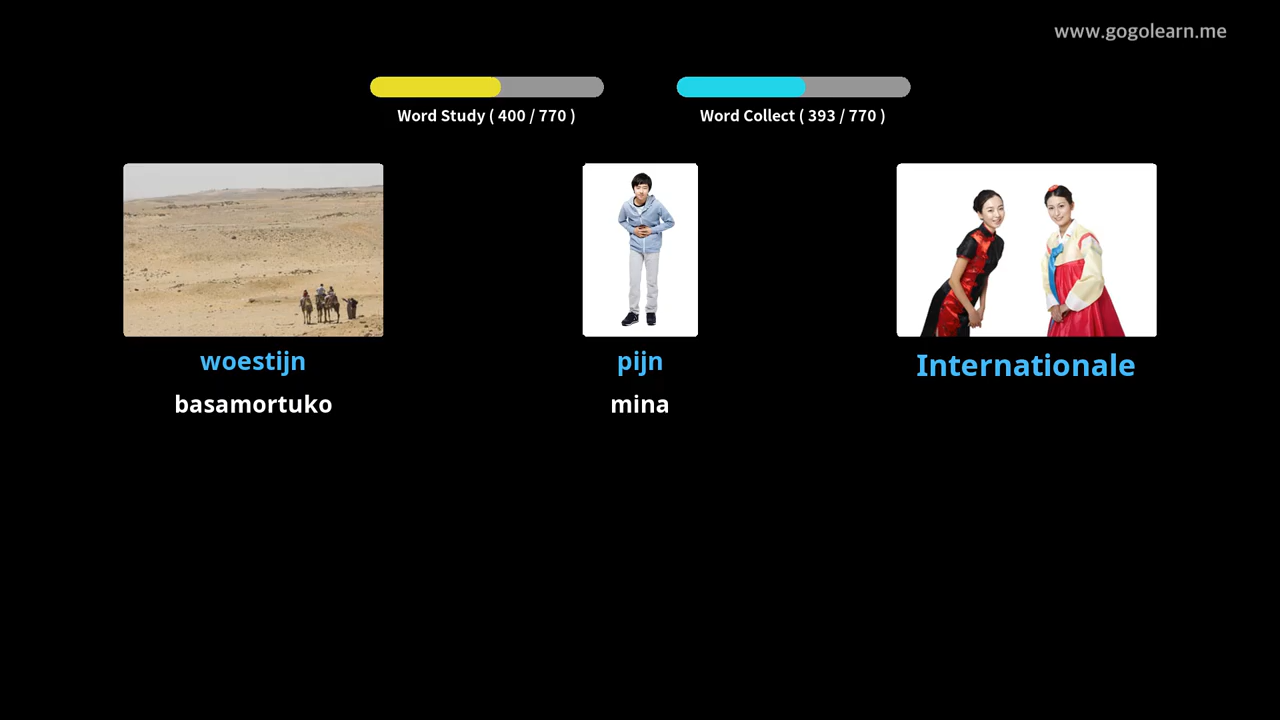 www.gogolearn.me
Word Study ( 400 / 770 )
Word Collect ( 393 / 770 )
woestijn
pijn
Internationale
basamortuko
mina